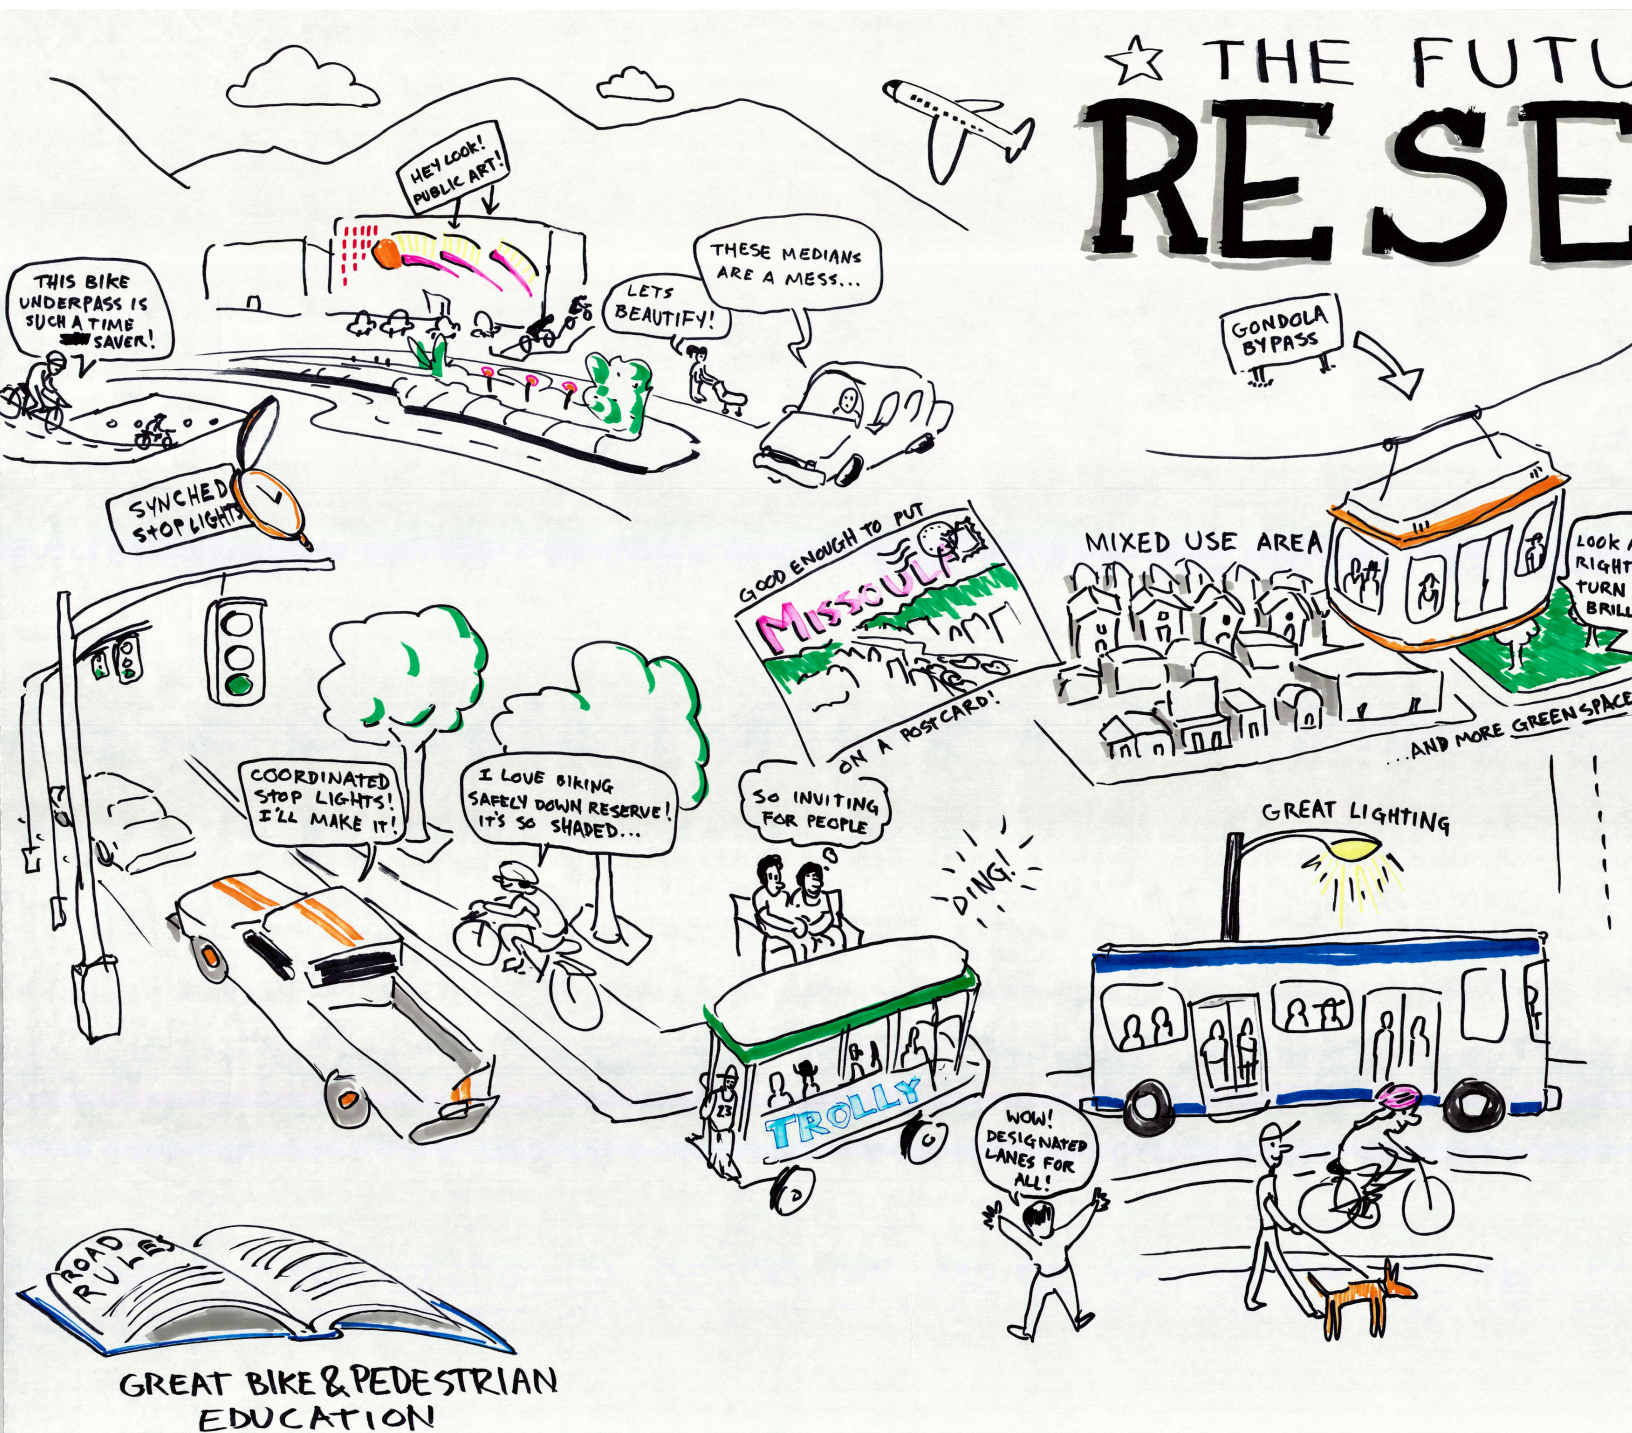 THE FUTU
RESE
HEY LOOK!
PUBLIC ART!
THIS BIKE
UNDERPASS IS
SUCH A TIME
SAVER!
LETS
BEAUTIFY!
THESE MEDIANS
ARE A MESS...
GONDOLA
BYPASS
SYNCHED
STOPLIGHTS
GOOD ENOUGH TO PUT
MISSOULA
ON A POSTCARD!
MIXED USE AREA
LOOK A
RIGHT
TURN
BRILL
...AND MORE GREEN SPACE
COORDINATED
STOP LIGHTS!
I'LL MAKE IT!
I LOVE BIKING
SAFELY DOWN RESERVE!
IT'S SO SHADED...
SO INVITING
FOR PEOPLE
DING!
GREAT LIGHTING
23
TROLLY
WOW!
DESIGNATED
LANES FOR
ALL!
ROAD
RULES
GREAT BIKE & PEDESTRIAN
EDUCATION